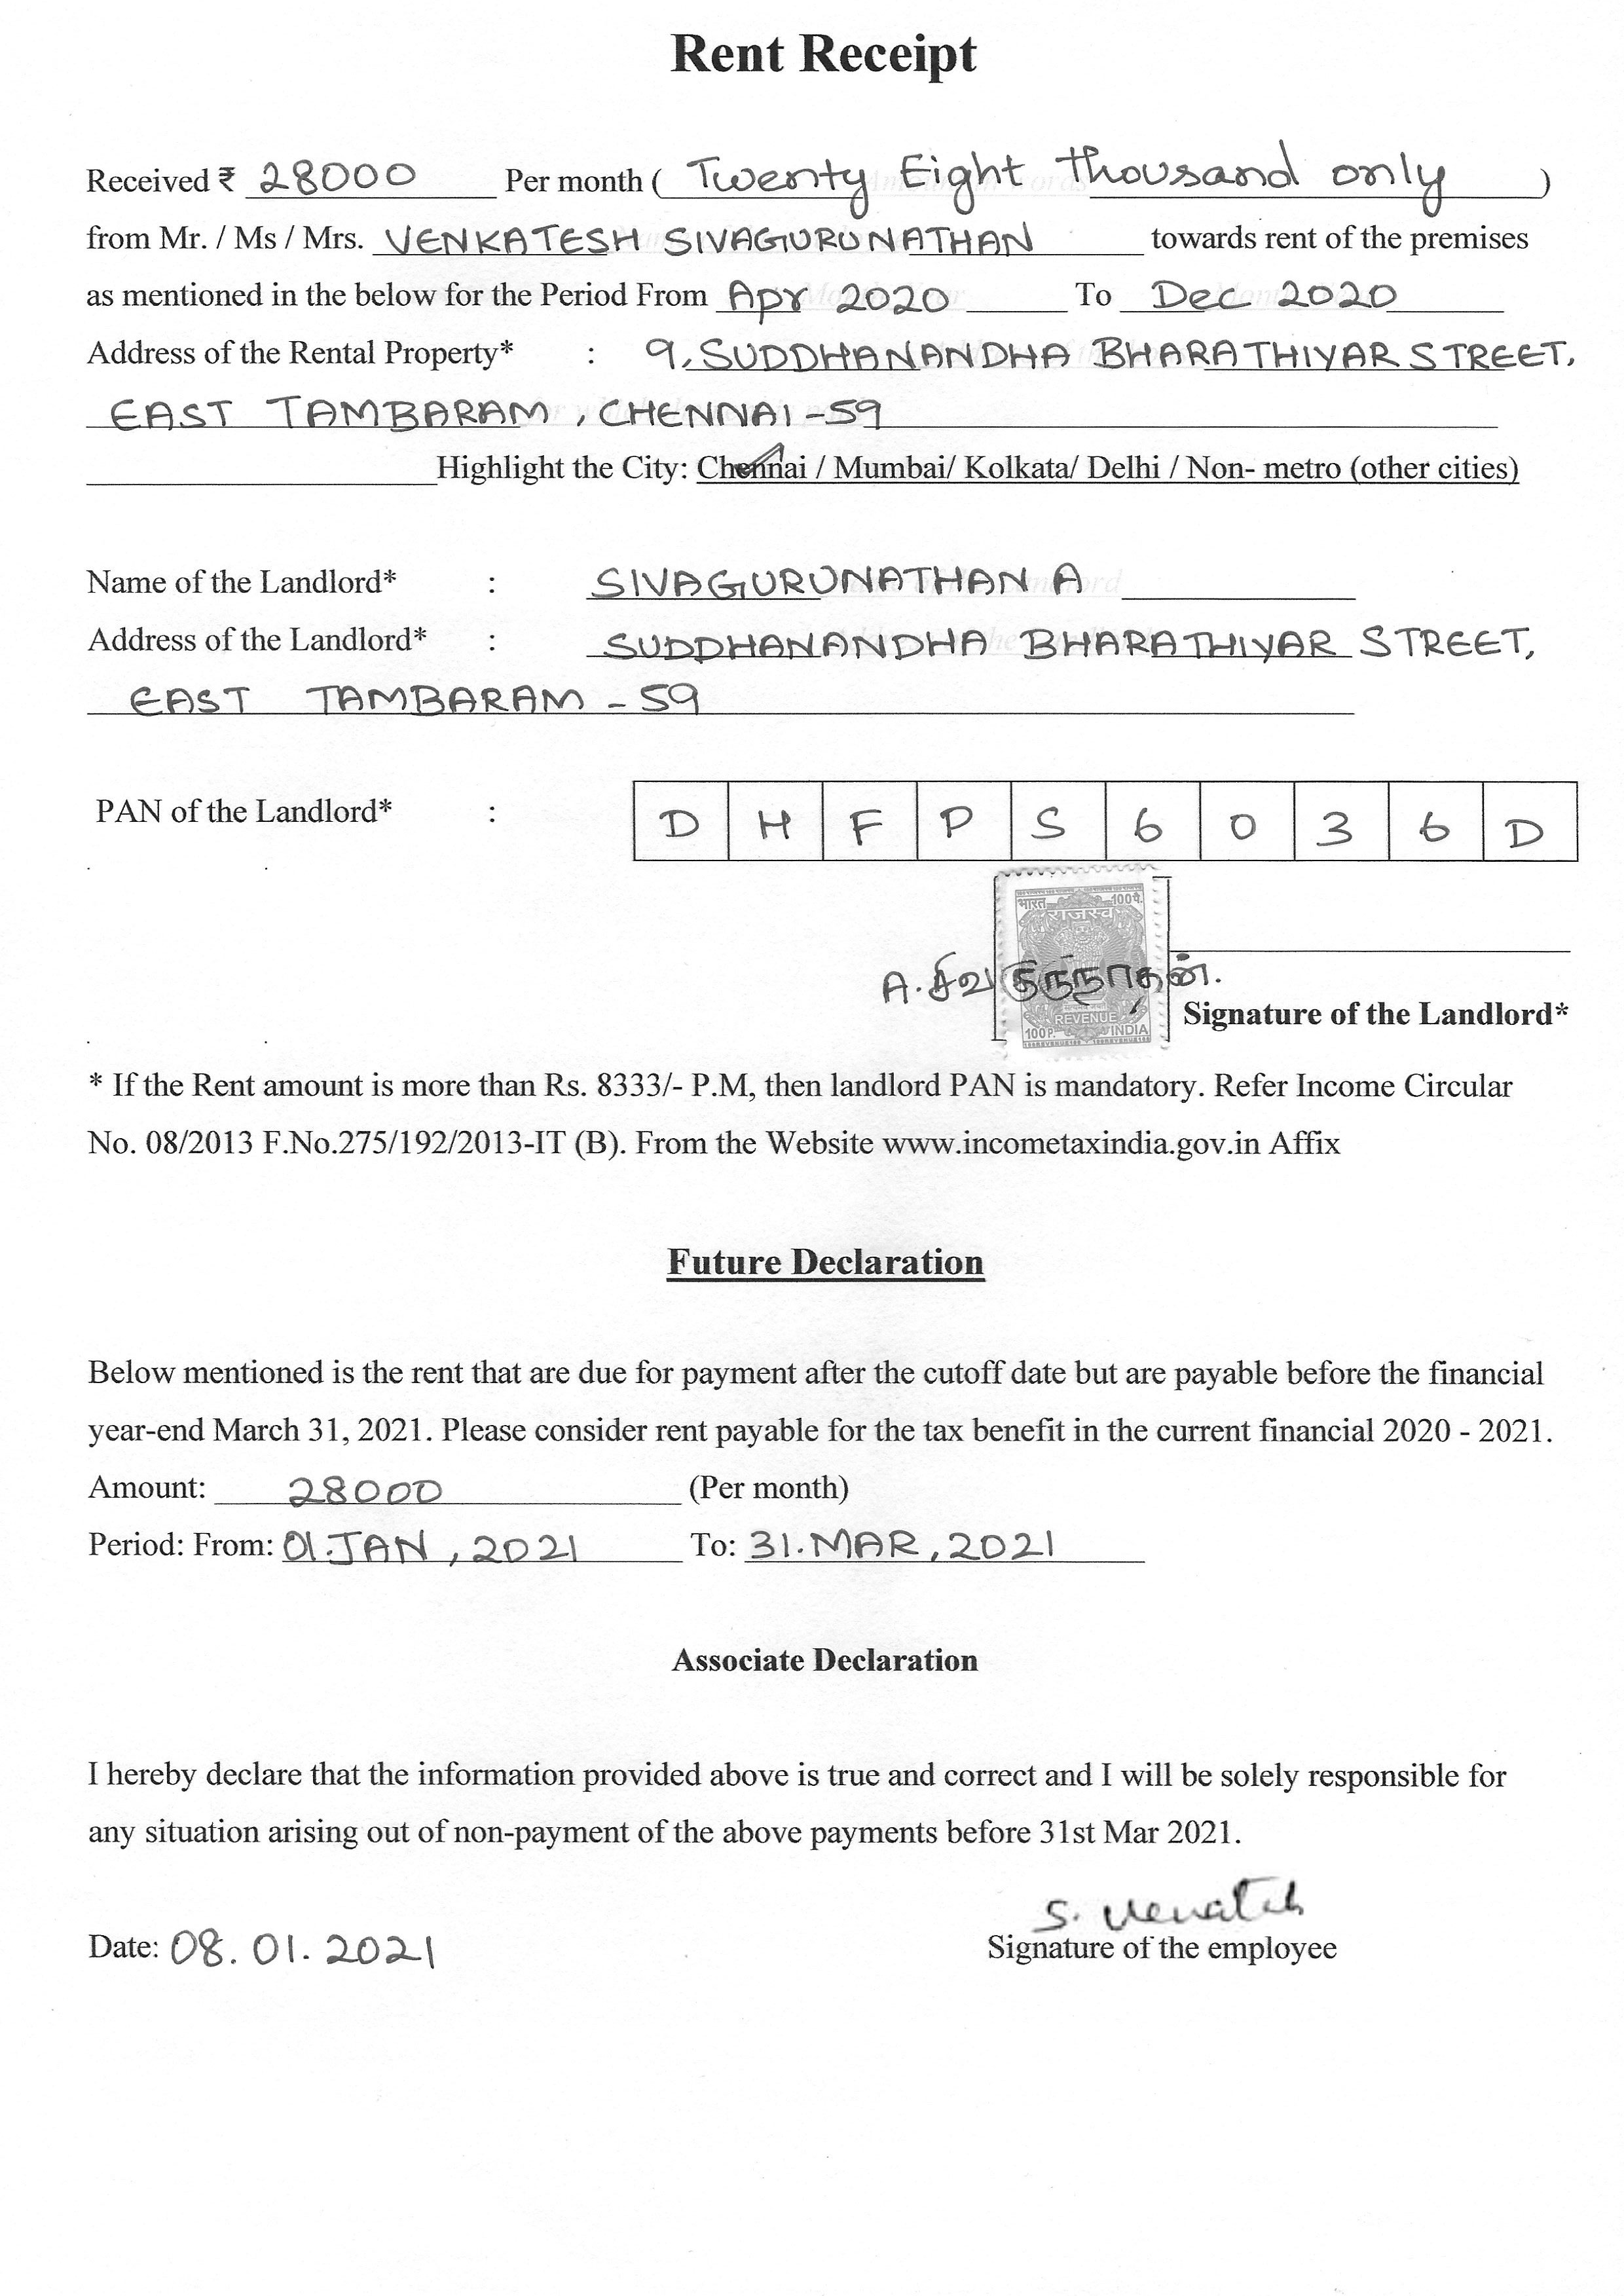 Rent Receipt
Received ₹ 28000 Per month ( Twenty Eight thousand only )
from Mr. / Ms / Mrs. VENKATESH SIVAGURUNATHAN towards rent of the premises
as mentioned in the below for the Period From Apr 2020 To Dec 2020
Address of the Rental Property* : 9, SUDDHANANDHA BHARATHIYAR STREET,
EAST TAMBARAM, CHENNAI-59
Highlight the City: Chennai / Mumbai/ Kolkata/ Delhi / Non- metro (other cities)
Name of the Landlord* : SIVAGURUNATHAN A
Address of the Landlord* : SUDDHANANDHA BHARATHIYAR STREET,
EAST TAMBARAM - 59
PAN of the Landlord* : D H F P S 6 0 3 6 D
भारत 100पै.
राजस्व
A. சிவகுருநாதன்.
REVENUE
100P. INDIA
Signature of the Landlord*
* If the Rent amount is more than Rs. 8333/- P.M, then landlord PAN is mandatory. Refer Income Circular
No. 08/2013 F.No.275/192/2013-IT (B). From the Website www.incometaxindia.gov.in Affix
Future Declaration
Below mentioned is the rent that are due for payment after the cutoff date but are payable before the financial
year-end March 31, 2021. Please consider rent payable for the tax benefit in the current financial 2020 - 2021.
Amount: 28000 (Per month)
Period: From: 01.JAN, 2021 To: 31.MAR, 2021
Associate Declaration
I hereby declare that the information provided above is true and correct and I will be solely responsible for
any situation arising out of non-payment of the above payments before 31st Mar 2021.
S.
Date: 08.01.2021 Signature of the employee